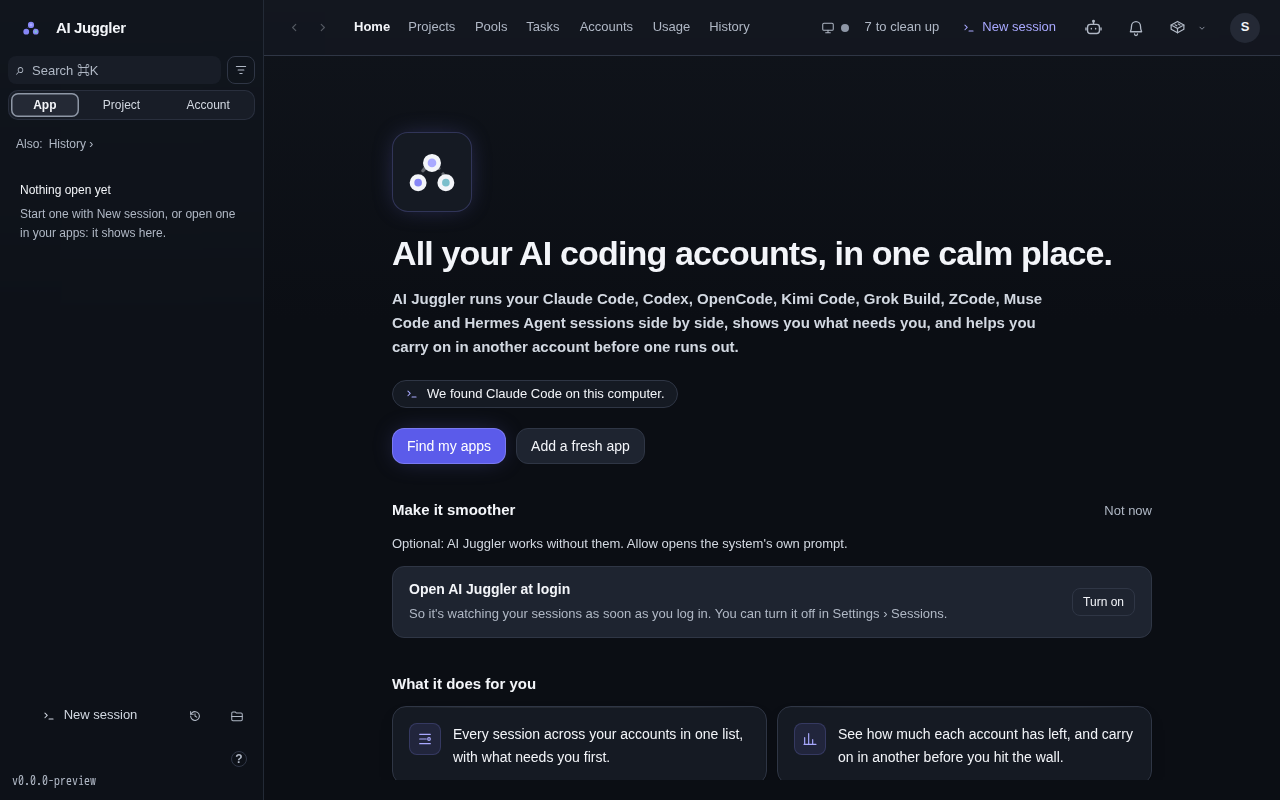 AI Juggler
Search ⌘K
App
Project
Account
Also: History ›
Nothing open yet
Start one with New session, or open one
in your apps: it shows here.
New session
?
v0.0.0-preview
Home
Projects
Pools
Tasks
Accounts
Usage
History
7 to clean up
New session
S
All your AI coding accounts, in one calm place.
AI Juggler runs your Claude Code, Codex, OpenCode, Kimi Code, Grok Build, ZCode, Muse
Code and Hermes Agent sessions side by side, shows you what needs you, and helps you
carry on in another account before one runs out.
We found Claude Code on this computer.
Find my apps
Add a fresh app
Make it smoother
Not now
Optional: AI Juggler works without them. Allow opens the system's own prompt.
Open AI Juggler at login
So it's watching your sessions as soon as you log in. You can turn it off in Settings › Sessions.
Turn on
What it does for you
Every session across your accounts in one list,
with what needs you first.
See how much each account has left, and carry
on in another before you hit the wall.